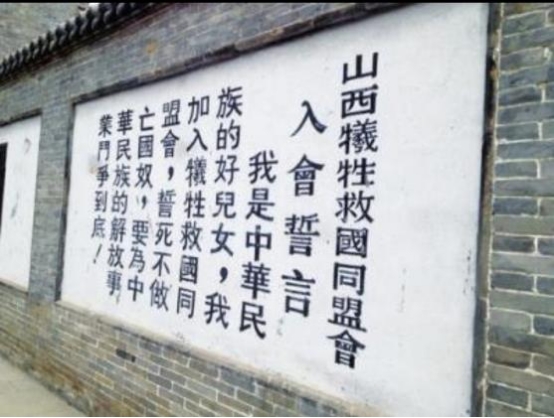 山西犧牲救國同盟會
入會誓言
我是中華民
族的好兒女，我
加入犧牲救國同
盟會，誓死不做
亡國奴，要為中
華民族的解放事
業鬥爭到底！